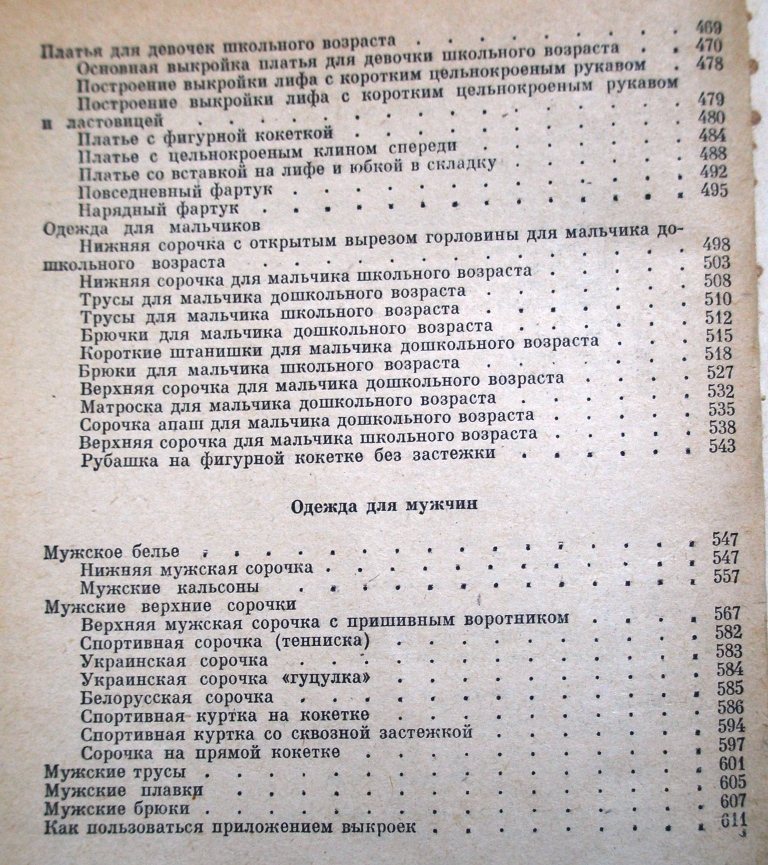 Платья для девочек школьного возраста . . . . . . . 469
Основная выкройка платья для девочки школьного возраста . . 470
Построение выкройки лифа с коротким цельнокроеным рукавом . 478
Построение выкройки лифа с коротким цельнокроеным рукавом
и ластовицей . . . . . . . . . . . 479
Платье с фигурной кокеткой . . . . . . . . 480
Платье с цельнокроеным клином спереди . . . . . 484
Платье со вставкой на лифе и юбкой в складку . . . . 488
Повседневный фартук . . . . . . . . . 492
Нарядный фартук . . . . . . . . . . 495
Одежда для мальчиков
Нижняя сорочка с открытым вырезом горловины для мальчика до-
школьного возраста . . . . . . . . . . 498
Нижняя сорочка для мальчика школьного возраста . . . . 503
Трусы для мальчика дошкольного возраста . . . . . 508
Трусы для мальчика школьного возраста . . . . . 510
Брючки для мальчика дошкольного возраста . . . . . 512
Короткие штанишки для мальчика дошкольного возраста . . . 515
Брюки для мальчика школьного возраста . . . . . 518
Верхняя сорочка для мальчика дошкольного возраста . . . . 527
Матроска для мальчика дошкольного возраста . . . . . 532
Сорочка апаш для мальчика дошкольного возраста . . . . 535
Верхняя сорочка для мальчика школьного возраста . . . . 538
Рубашка на фигурной кокетке без застежки . . . . . 543
Одежда для мужчин
Мужское белье . . . . . . . . . . . . 547
Нижняя мужская сорочка . . . . . . . . . 547
Мужские кальсоны . . . . . . . . . . 557
Мужские верхние сорочки
Верхняя мужская сорочка с пришивным воротником . . . . 567
Спортивная сорочка (тенниска) . . . . . . . . 582
Украинская сорочка . . . . . . . . . . 583
Украинская сорочка «гуцулка» . . . . . . . . 584
Белорусская сорочка . . . . . . . . . . 585
Спортивная куртка на кокетке . . . . . . . . 586
Спортивная куртка со сквозной застежкой . . . . . 594
Сорочка на прямой кокетке . . . . . . . . 597
Мужские трусы . . . . . . . . . . . . 601
Мужские плавки . . . . . . . . . . . 605
Мужские брюки . . . . . . . . . . . . 607
Как пользоваться приложением выкроек . . . . . . . 611